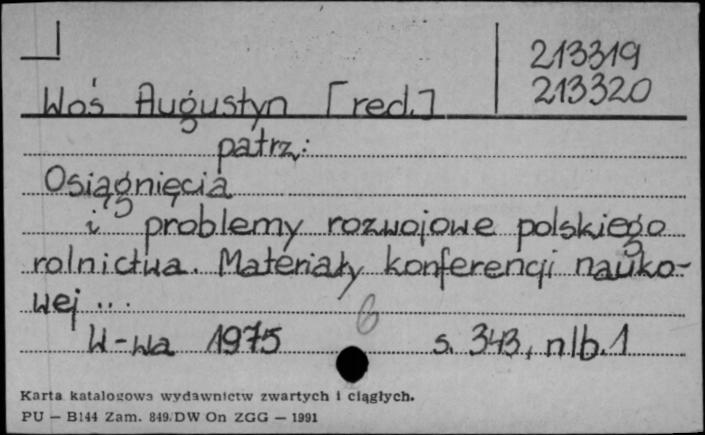 213319
213320
Woś Augustyn [red.]
patrz:
Osiągnięcia
i problemy rozwojowe polskiego
rolnictwa. Materiały konferencji nauko-
wej ...
6
W-wa 1975 s. 343, nlb. 1
Karta katalogowa wydawnictw zwartych i ciągłych.
PU — B144 Zam. 849/DW On ZGG — 1991